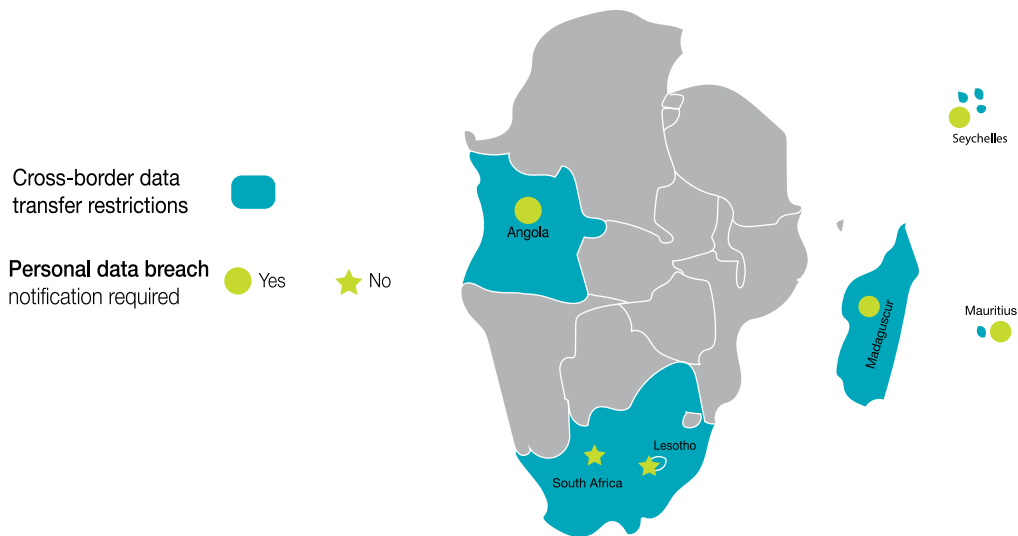 Cross-border data
transfer restrictions
Personal data breach
notification required
Yes
No
Seychelles
Angola
Mauritius
Madaguscur
Lesotho
South Africa